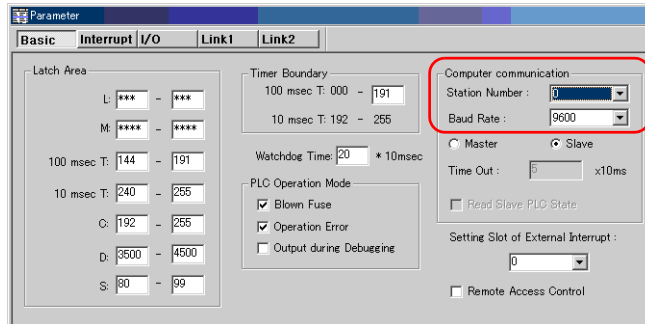 Parameter
Basic Interrupt I/O Link1 Link2
Latch Area
L: *** - ***
M: **** - ****
100 msec T: 144 - 191
10 msec T: 240 - 255
C: 192 - 255
D: 3500 - 4500
S: 80 - 99
Timer Boundary
100 msec T: 000 - 191
10 msec T: 192 - 255
Watchdog Time: 20 * 10msec
PLC Operation Mode
Blown Fuse
Operation Error
Output during Debugging
Computer communication
Station Number : 0
Baud Rate : 9600
Master Slave
Time Out : 5 x10ms
Read Slave PLC State
Setting Slot of External Interrupt :
0
Remote Access Control